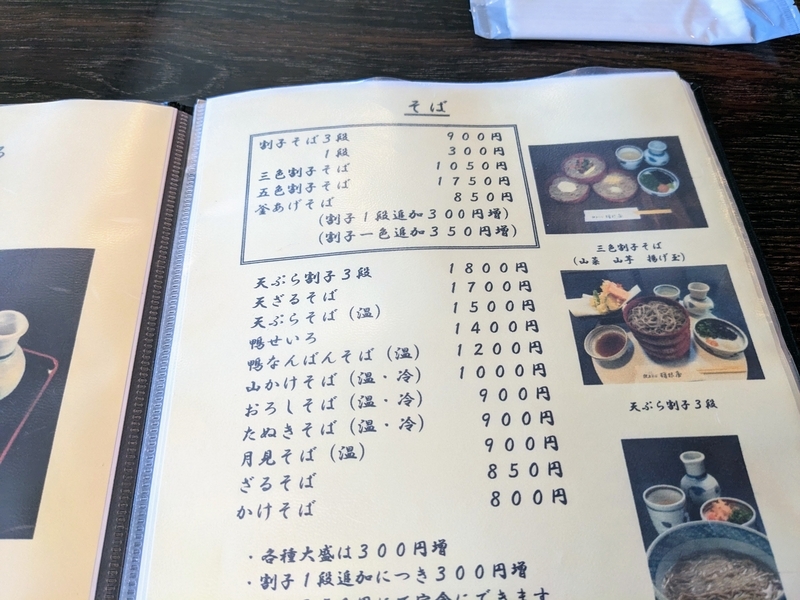 そば
割子そば3段 900円
1段 300円
三色割子そば 1050円
五色割子そば 1750円
釜あげそば 850円
(割子1段追加300円増)
(割子一色追加350円増)
天ぷら割子3段 1800円
天ざるそば 1700円
天ぷらそば(温) 1500円
鴨せいろ 1400円
鴨なんばんそば(温) 1200円
山かけそば(温・冷) 1000円
おろしそば(温・冷) 900円
たぬきそば(温・冷) 900円
月見そば(温) 900円
ざるそば 850円
かけそば 800円
・各種大盛は300円増
・割子1段追加につき300円増
三色割子そば
(山菜 山芋 揚げ玉)
天ぷら割子3段